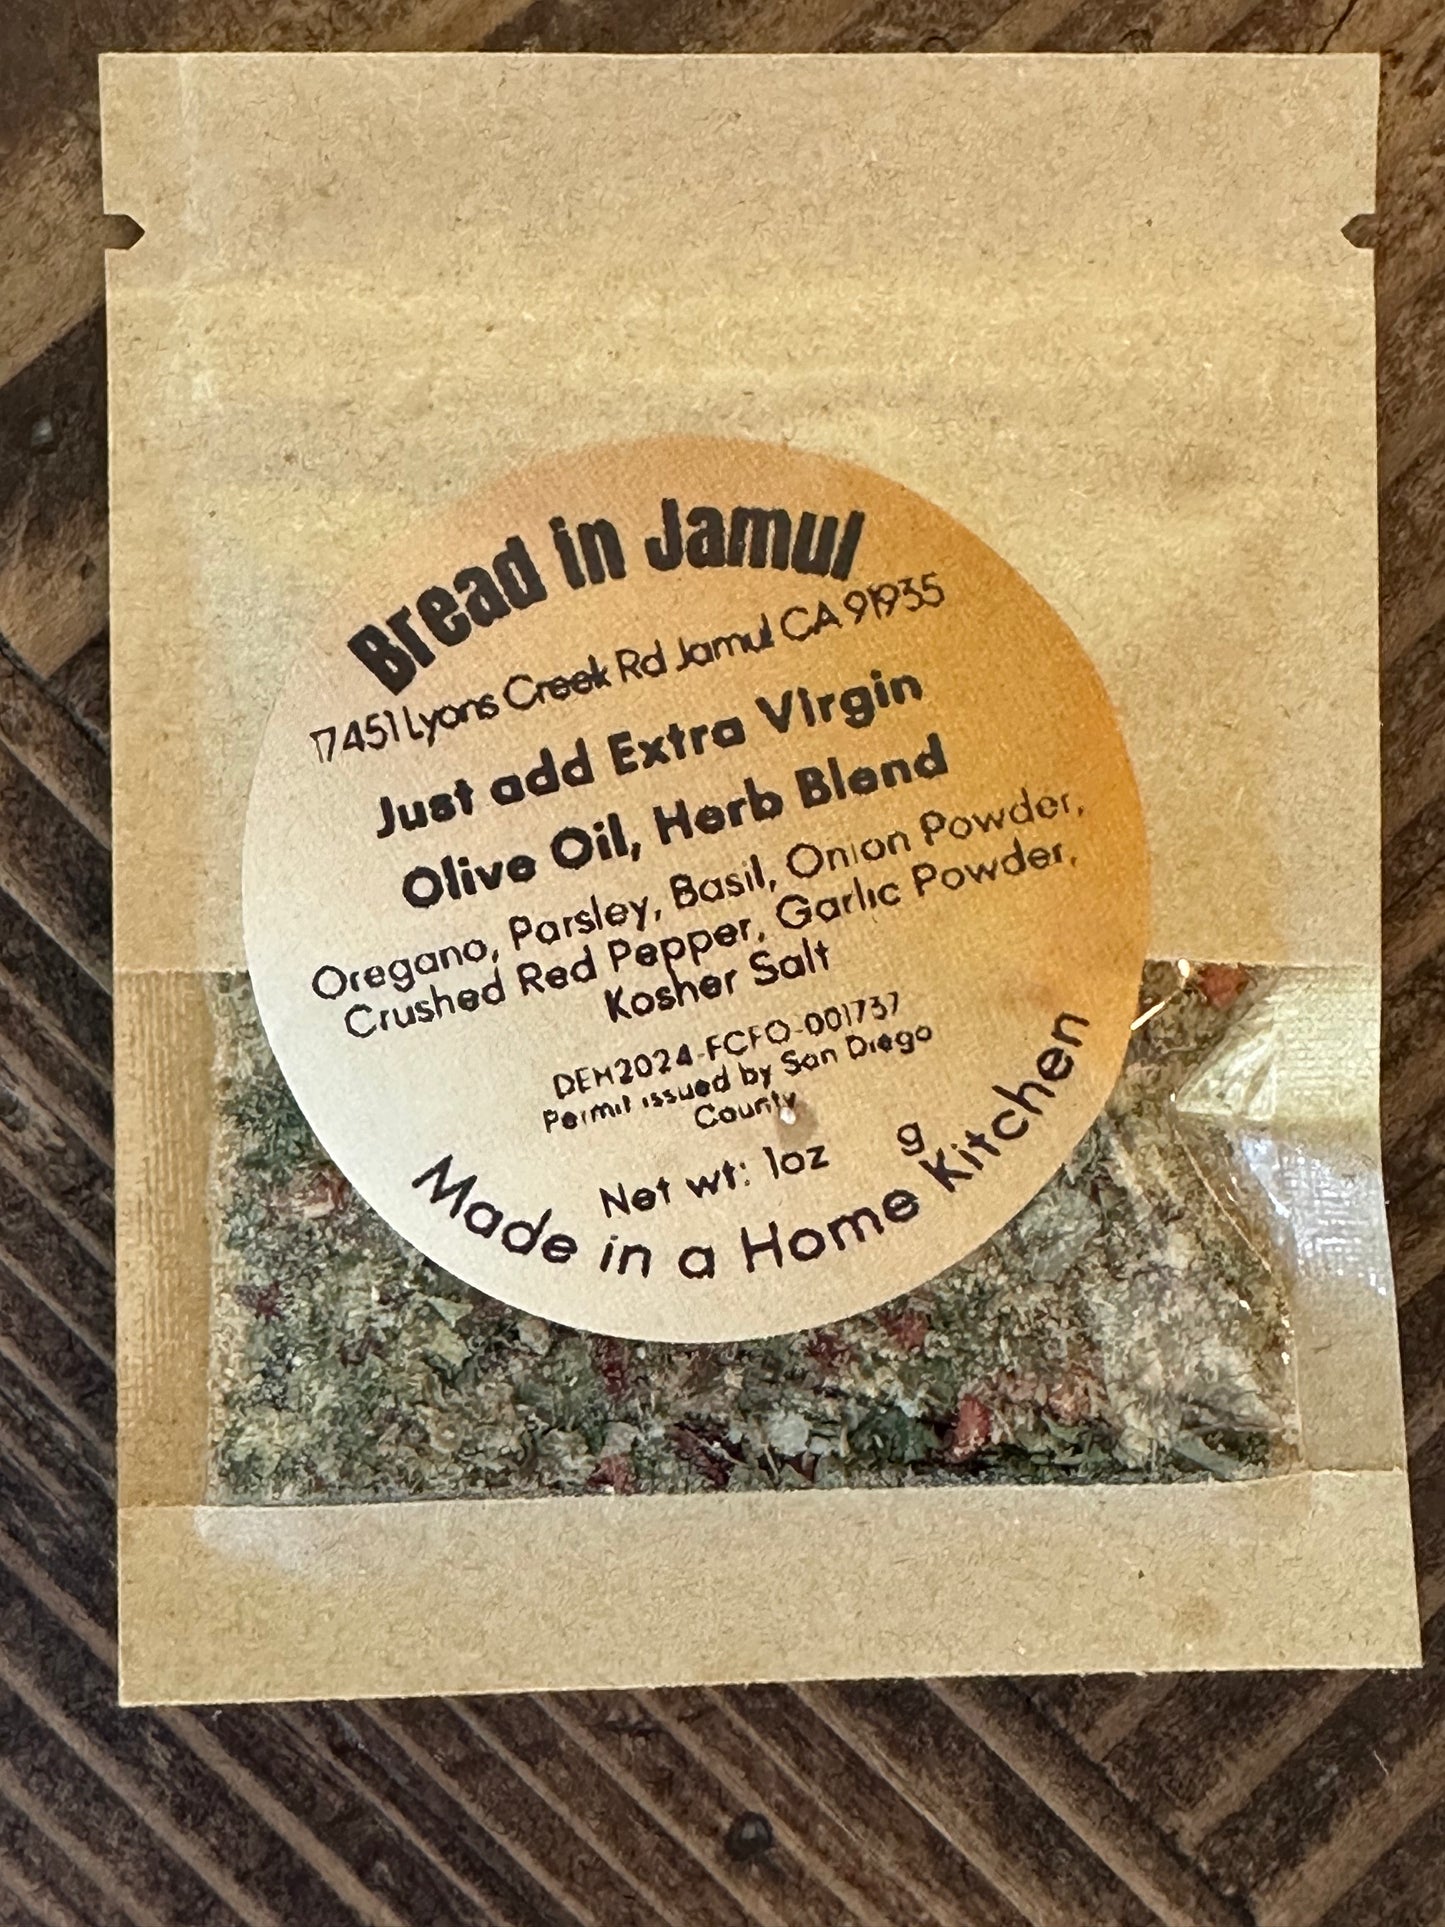 Bread in Jamul
17451 Lyons Creek Rd Jamul CA 91935
Just add Extra Virgin
Olive Oil, Herb Blend
Oregano, Parsley, Basil, Onion Powder,
Crushed Red Pepper, Garlic Powder,
Kosher Salt
DEH2024-FCFO-001737
Permit issued by San Diego
County
Net wt: 1oz g
Made in a Home Kitchen